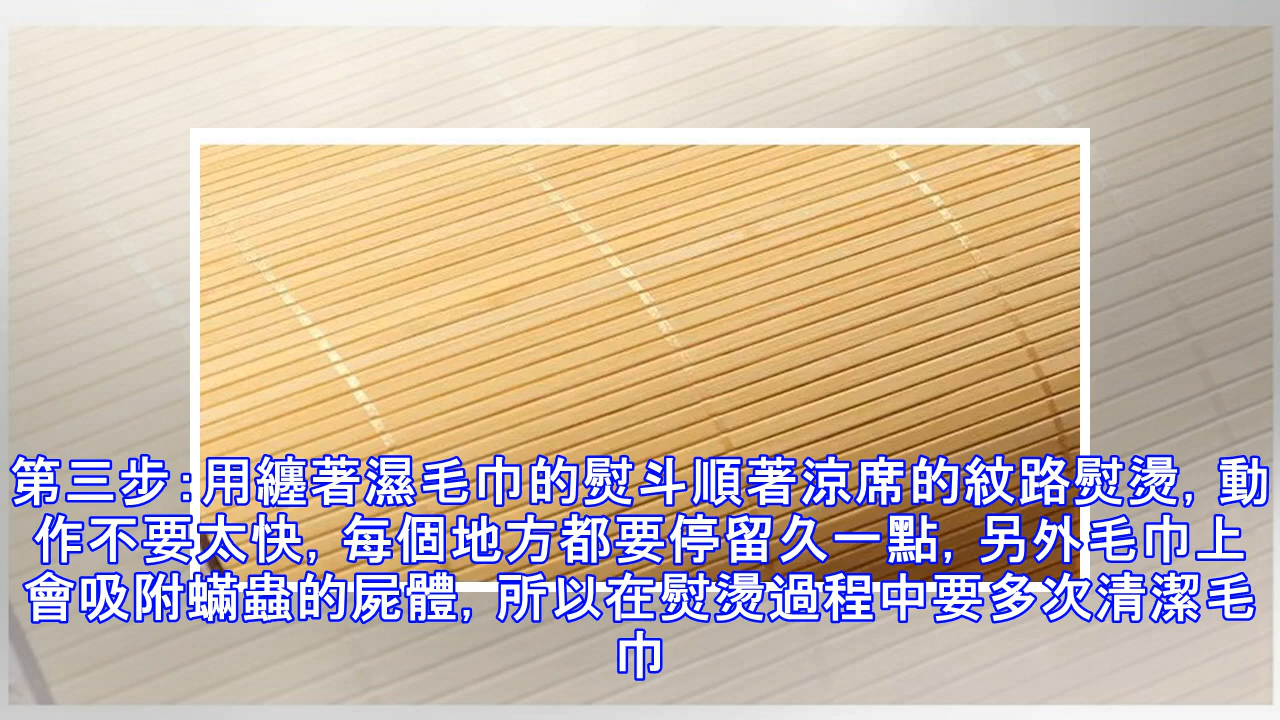 第三步:用纏著濕毛巾的熨斗順著涼席的紋路熨燙,動
作不要太快,每個地方都要停留久一點,另外毛巾上
會吸附蟎蟲的屍體,所以在熨燙過程中要多次清潔毛
巾